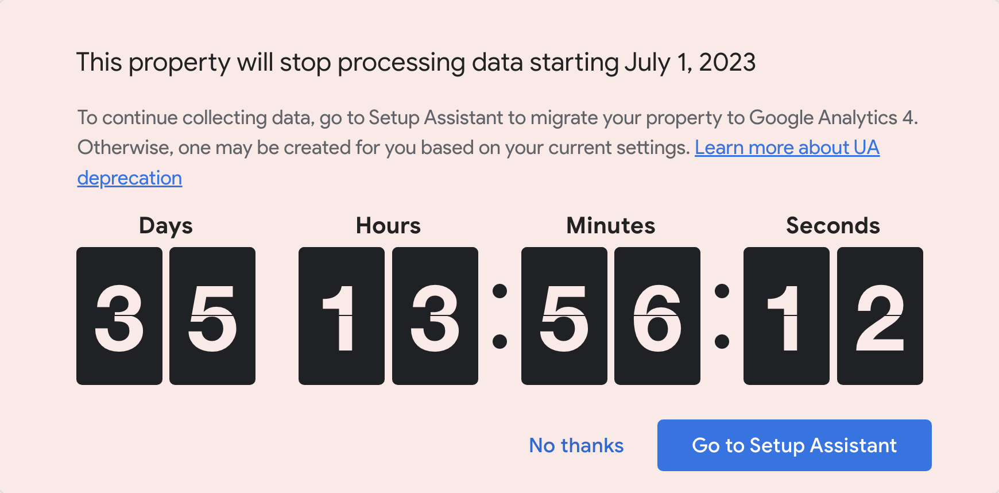 This property will stop processing data starting July 1, 2023
To continue collecting data, go to Setup Assistant to migrate your property to Google Analytics 4.
Otherwise, one may be created for you based on your current settings. Learn more about UA
deprecation
Days Hours Minutes Seconds
35 13:56:12
No thanks Go to Setup Assistant